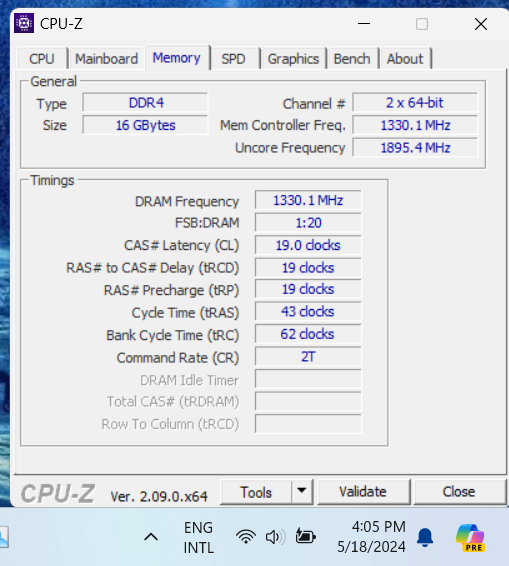 CPU-Z
CPU Mainboard Memory SPD Graphics Bench About
General
Type DDR4 Channel # 2 x 64-bit
Size 16 GBytes Mem Controller Freq. 1330.1 MHz
Uncore Frequency 1895.4 MHz
Timings
DRAM Frequency 1330.1 MHz
FSB:DRAM 1:20
CAS# Latency (CL) 19.0 clocks
RAS# to CAS# Delay (tRCD) 19 clocks
RAS# Precharge (tRP) 19 clocks
Cycle Time (tRAS) 43 clocks
Bank Cycle Time (tRC) 62 clocks
Command Rate (CR) 2T
DRAM Idle Timer
Total CAS# (tRDRAM)
Row To Column (tRCD)
CPU-Z Ver. 2.09.0.x64 Tools Validate Close
ENG 4:05 PM
INTL 5/18/2024 PRE